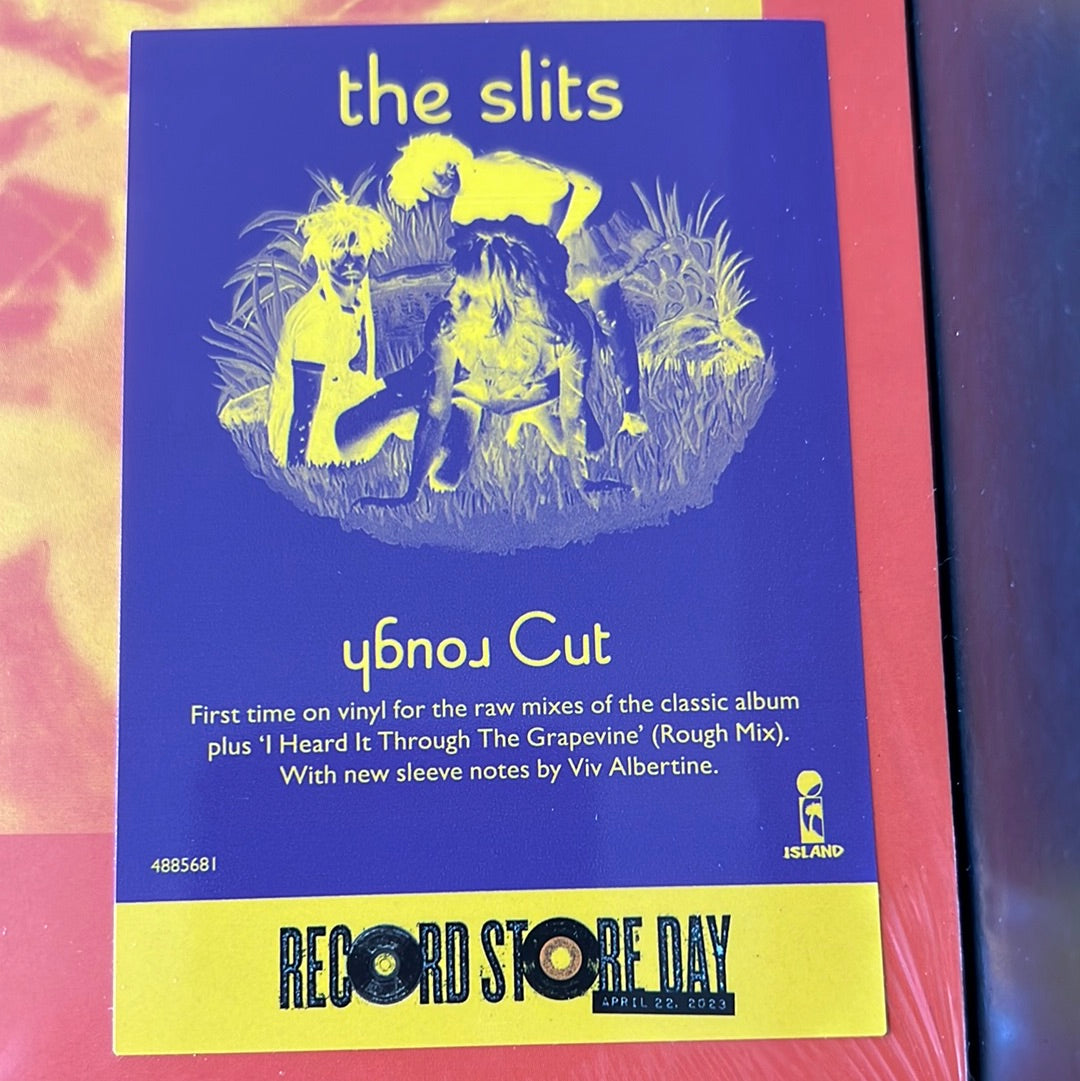 the slits
rough Cut
First time on vinyl for the raw mixes of the classic album
plus ‘I Heard It Through The Grapevine’ (Rough Mix).
With new sleeve notes by Viv Albertine.
ISLAND
4885681
RECORD STORE DAY
APRIL 22, 2023